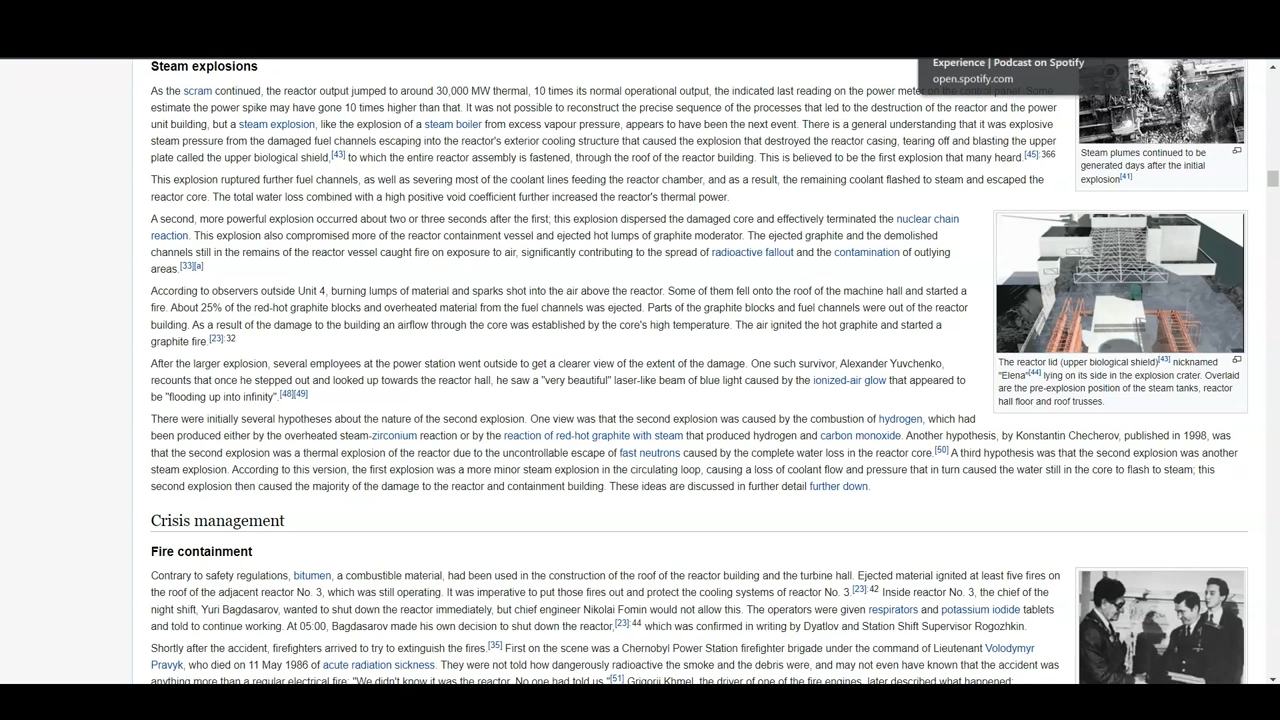 Steam explosions
Experience | Podcast on Spotify
open.spotify.com
As the scram continued, the reactor output jumped to around 30,000 MW thermal, 10 times its normal operational output, the indicated last reading on the power meter on the control panel. Some
estimate the power spike may have gone 10 times higher than that. It was not possible to reconstruct the precise sequence of the processes that led to the destruction of the reactor and the power
unit building, but a steam explosion, like the explosion of a steam boiler from excess vapour pressure, appears to have been the next event. There is a general understanding that it was explosive
steam pressure from the damaged fuel channels escaping into the reactor's exterior cooling structure that caused the explosion that destroyed the reactor casing, tearing off and blasting the upper
plate called the upper biological shield,[43] to which the entire reactor assembly is fastened, through the roof of the reactor building. This is believed to be the first explosion that many heard.[45]:366
This explosion ruptured further fuel channels, as well as severing most of the coolant lines feeding the reactor chamber, and as a result, the remaining coolant flashed to steam and escaped the
reactor core. The total water loss combined with a high positive void coefficient further increased the reactor's thermal power.
A second, more powerful explosion occurred about two or three seconds after the first; this explosion dispersed the damaged core and effectively terminated the nuclear chain
reaction. This explosion also compromised more of the reactor containment vessel and ejected hot lumps of graphite moderator. The ejected graphite and the demolished
channels still in the remains of the reactor vessel caught fire on exposure to air, significantly contributing to the spread of radioactive fallout and the contamination of outlying
areas.[33][a]
According to observers outside Unit 4, burning lumps of material and sparks shot into the air above the reactor. Some of them fell onto the roof of the machine hall and started a
fire. About 25% of the red-hot graphite blocks and overheated material from the fuel channels was ejected. Parts of the graphite blocks and fuel channels were out of the reactor
building. As a result of the damage to the building an airflow through the core was established by the core's high temperature. The air ignited the hot graphite and started a
graphite fire.[23]:32
After the larger explosion, several employees at the power station went outside to get a clearer view of the extent of the damage. One such survivor, Alexander Yuvchenko,
recounts that once he stepped out and looked up towards the reactor hall, he saw a "very beautiful" laser-like beam of blue light caused by the ionized-air glow that appeared to
be "flooding up into infinity".[48][49]
There were initially several hypotheses about the nature of the second explosion. One view was that the second explosion was caused by the combustion of hydrogen, which had
been produced either by the overheated steam-zirconium reaction or by the reaction of red-hot graphite with steam that produced hydrogen and carbon monoxide. Another hypothesis, by Konstantin Checherov, published in 1998, was
that the second explosion was a thermal explosion of the reactor due to the uncontrollable escape of fast neutrons caused by the complete water loss in the reactor core.[50] A third hypothesis was that the second explosion was another
steam explosion. According to this version, the first explosion was a more minor steam explosion in the circulating loop, causing a loss of coolant flow and pressure that in turn caused the water still in the core to flash to steam; this
second explosion then caused the majority of the damage to the reactor and containment building. These ideas are discussed in further detail further down.
Steam plumes continued to be
generated days after the initial
explosion[41]
The reactor lid (upper biological shield)[43] nicknamed
"Elena"[44] lying on its side in the explosion crater. Overlaid
are the pre-explosion position of the steam tanks, reactor
hall floor and roof trusses.
Crisis management
Fire containment
Contrary to safety regulations, bitumen, a combustible material, had been used in the construction of the roof of the reactor building and the turbine hall. Ejected material ignited at least five fires on
the roof of the adjacent reactor No. 3, which was still operating. It was imperative to put those fires out and protect the cooling systems of reactor No. 3.[23]:42 Inside reactor No. 3, the chief of the
night shift, Yuri Bagdasarov, wanted to shut down the reactor immediately, but chief engineer Nikolai Fomin would not allow this. The operators were given respirators and potassium iodide tablets
and told to continue working. At 05:00, Bagdasarov made his own decision to shut down the reactor,[23]:44 which was confirmed in writing by Dyatlov and Station Shift Supervisor Rogozhkin.
Shortly after the accident, firefighters arrived to try to extinguish the fires.[35] First on the scene was a Chernobyl Power Station firefighter brigade under the command of Lieutenant Volodymyr
Pravyk, who died on 11 May 1986 of acute radiation sickness. They were not told how dangerously radioactive the smoke and the debris were, and may not even have known that the accident was
anything more than a regular electrical fire: "We didn't know it was the reactor. No one had told us."[51] Grigorii Khmel, the driver of one of the fire engines, later described what happened: